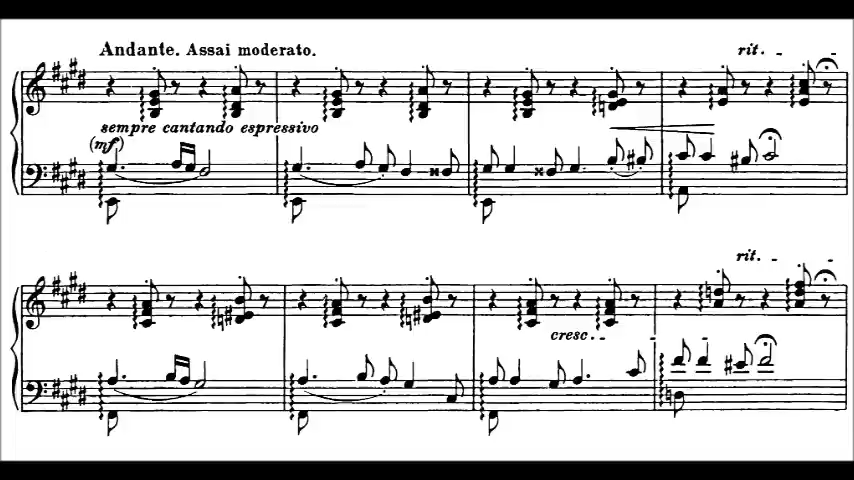 Andante. Assai moderato.
rit. - -
sempre cantando espressivo
(mf)
rit. - -
cresc. - - -